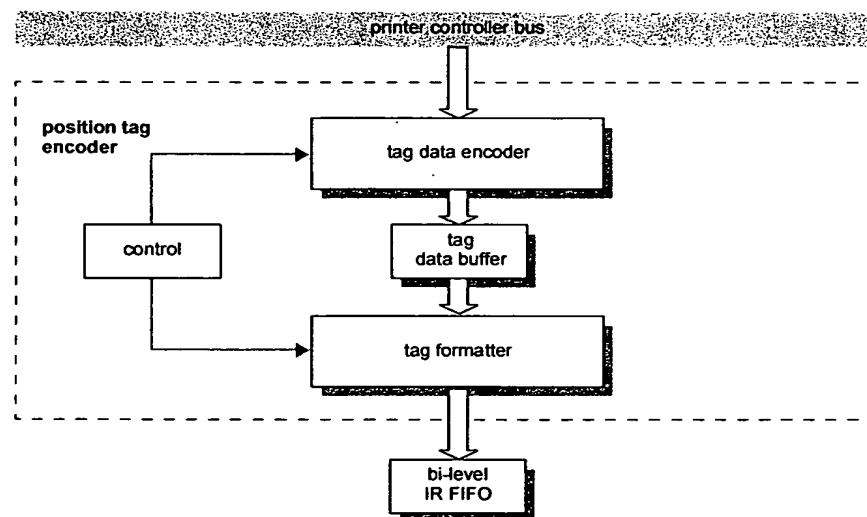 printer controller bus
position tag
encoder
tag data encoder
control
tag
data buffer
tag formatter
bi-level
IR FIFO